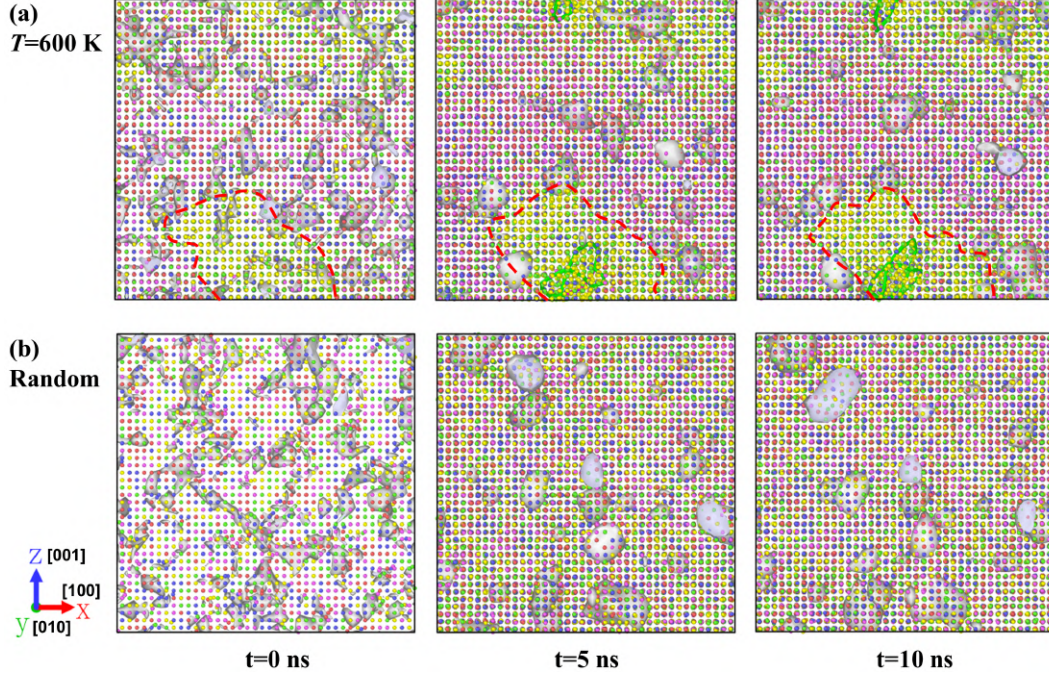 (a)
T=600 K
(b)
Random
z [001]
[100]
x
y [010]
t=0 ns
t=5 ns
t=10 ns